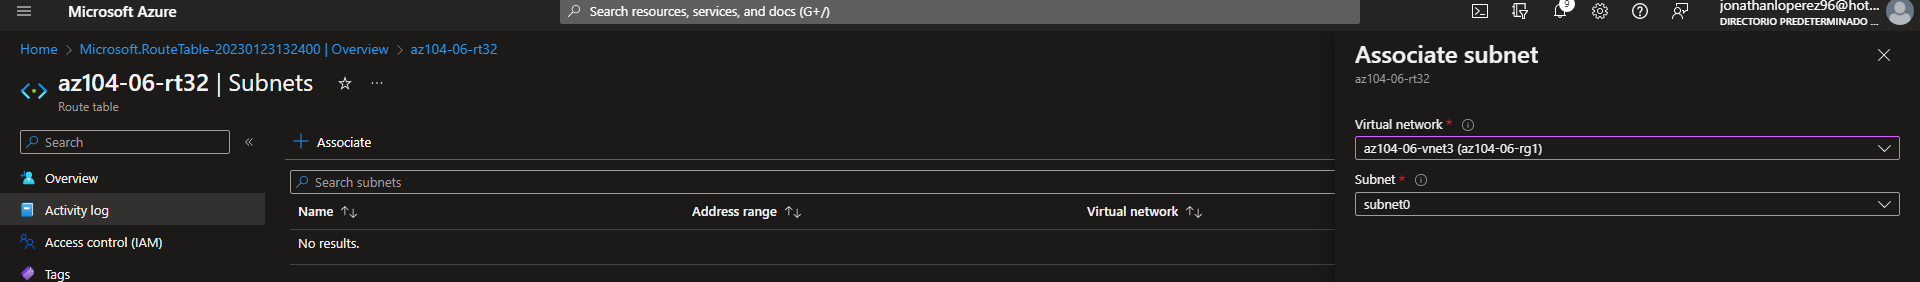 Microsoft Azure
Search resources, services, and docs (G+/)
9
jonathanloperez96@hot...
DIRECTORIO PREDETERMINADO ...
Home > Microsoft.RouteTable-20230123132400 | Overview > az104-06-rt32
az104-06-rt32 | Subnets
Route table
Search
Overview
Activity log
Access control (IAM)
Tags
+ Associate
Search subnets
Name Address range Virtual network
No results.
Associate subnet
az104-06-rt32
Virtual network *
az104-06-vnet3 (az104-06-rg1)
Subnet *
subnet0